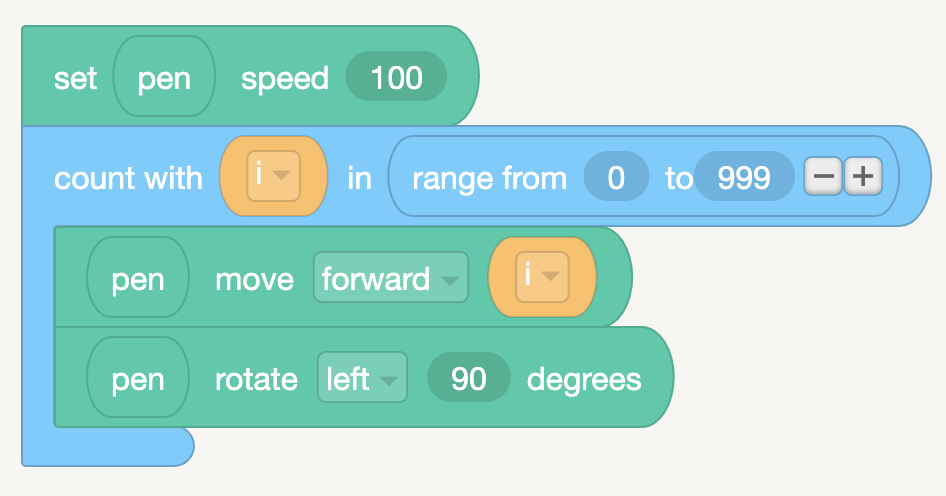 set pen speed 100
count with i in range from 0 to 999 − +
pen move forward i
pen rotate left 90 degrees